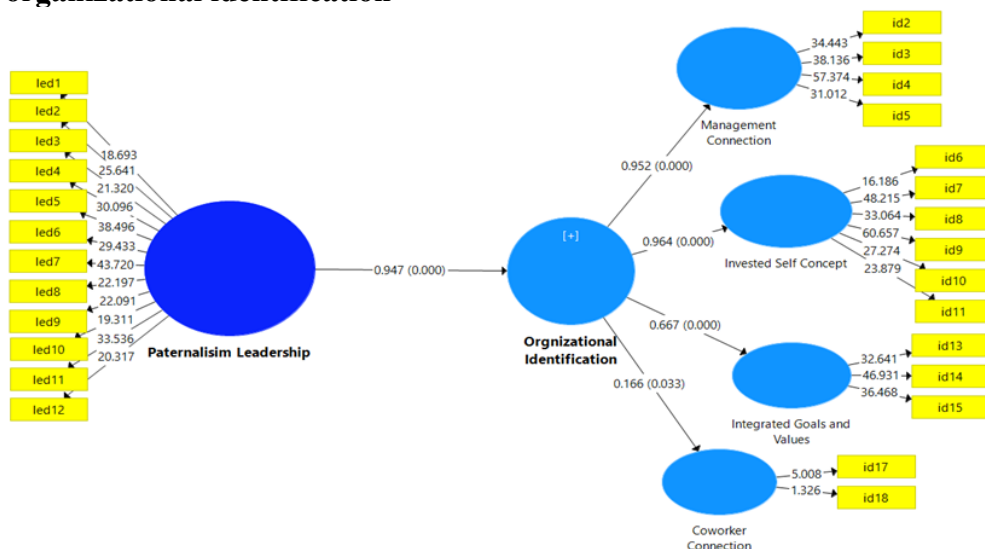 organizational identification
led1
led2
led3
led4
led5
led6
led7
led8
led9
led10
led11
led12
18.693
25.641
21.320
30.096
38.496
29.433
43.720
22.197
22.091
19.311
33.536
20.317
Paternalisim Leadership
0.947 (0.000)
[+]
Orgnizational
Identification
0.952 (0.000)
0.964 (0.000)
0.667 (0.000)
0.166 (0.033)
Management
Connection
34.443
38.136
57.374
31.012
id2
id3
id4
id5
Invested Self Concept
16.186
48.215
33.064
60.657
27.274
23.879
id6
id7
id8
id9
id10
id11
Integrated Goals and
Values
32.641
46.931
36.468
id13
id14
id15
Coworker
Connection
5.008
1.326
id17
id18